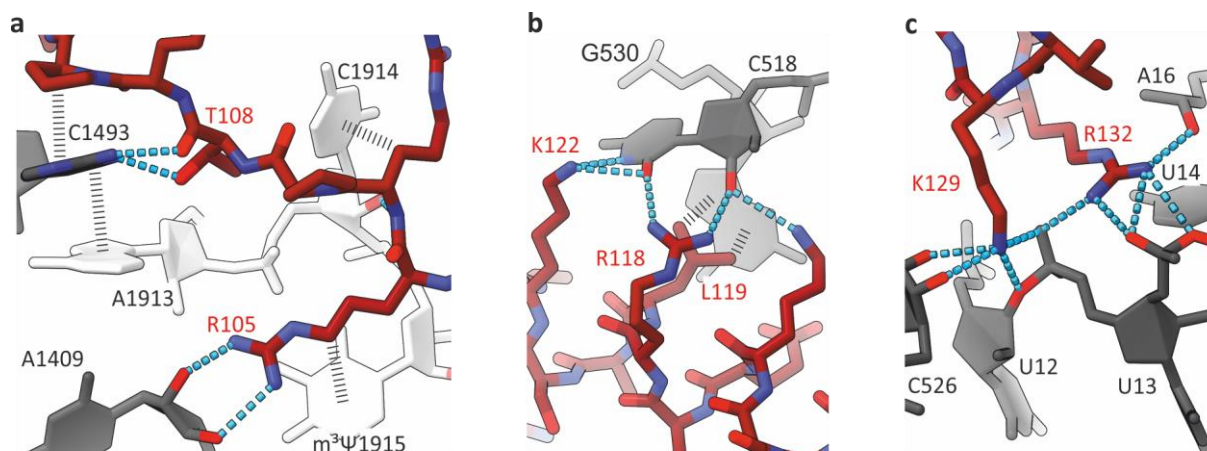 a
C1914
T108
C1493
A1913
R105
A1409
m³Ψ1915
b
G530
C518
K122
R118
L119
c
A16
R132
U14
K129
C526
U12
U13